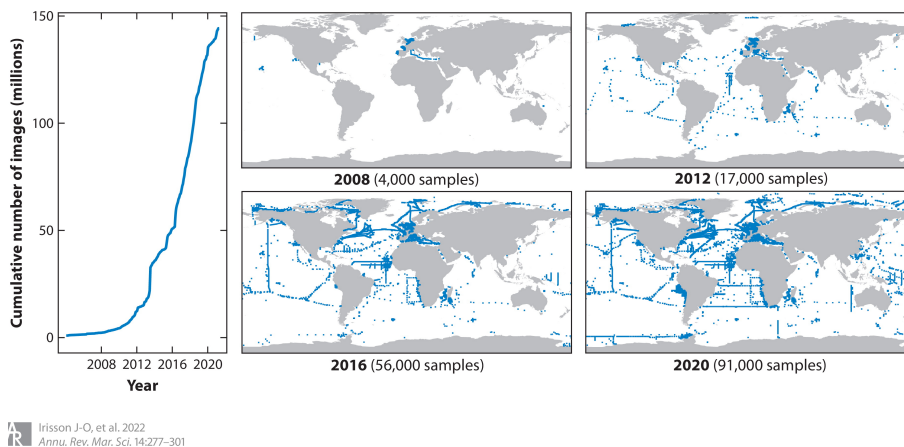 Cumulative number of images (millions)
150
100
50
0
2008 2012 2016 2020
Year
2008 (4,000 samples)
2012 (17,000 samples)
2016 (56,000 samples)
2020 (91,000 samples)
AR
Irisson J-O, et al. 2022
Annu. Rev. Mar. Sci. 14:277–301